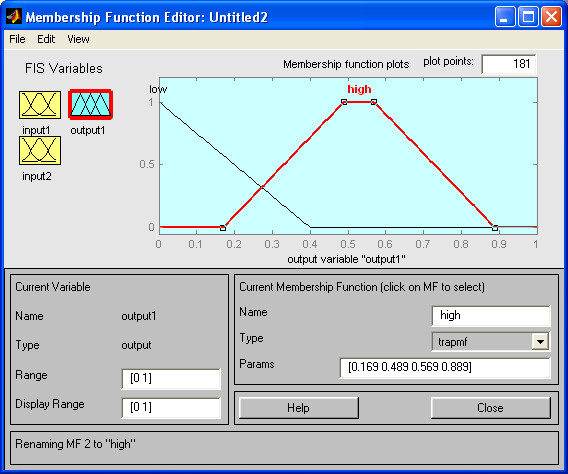 Membership Function Editor: Untitled2
File Edit View
FIS Variables
Membership function plots plot points: 181
input1 output1
input2
low high
1
0.5
0
0 0.1 0.2 0.3 0.4 0.5 0.6 0.7 0.8 0.9 1
output variable "output1"
Current Variable
Name output1
Type output
Range [0 1]
Display Range [0 1]
Current Membership Function (click on MF to select)
Name high
Type trapmf
Params [0.169 0.489 0.569 0.889]
Help Close
Renaming MF 2 to "high"